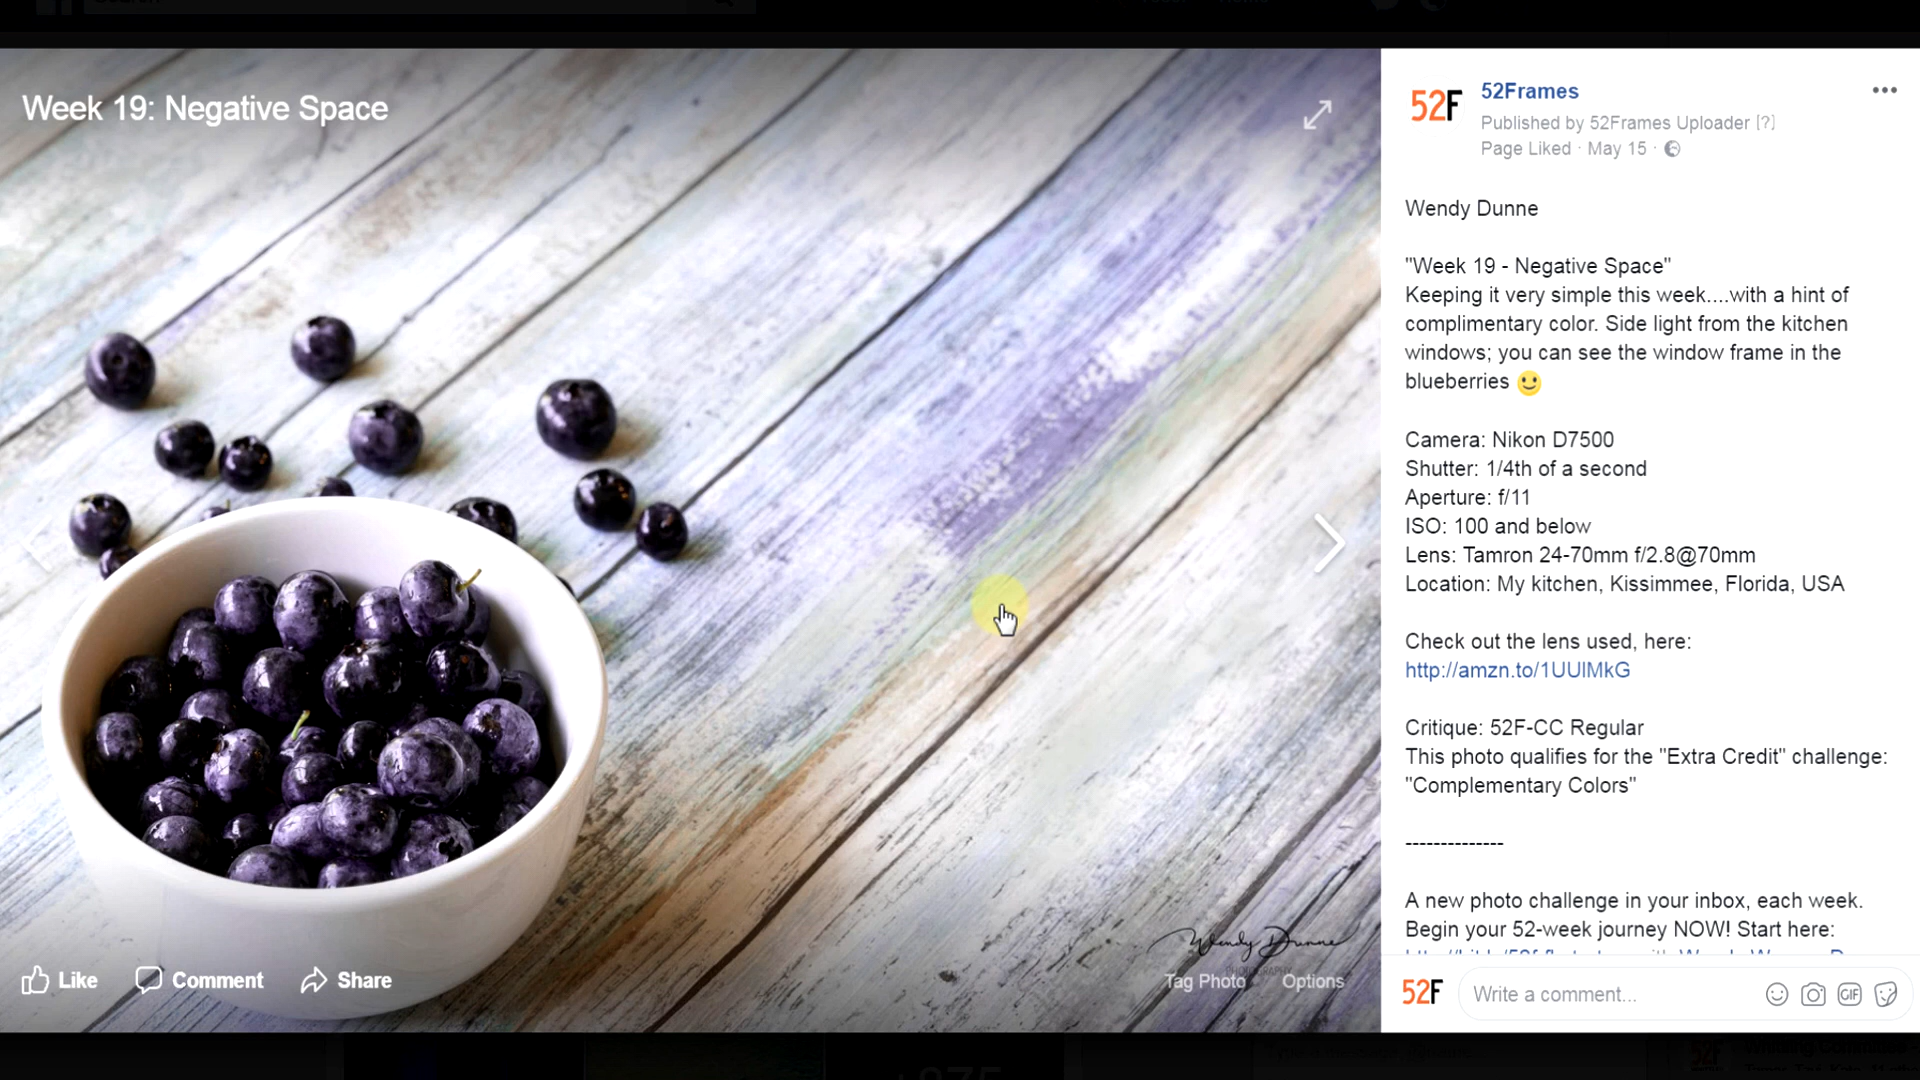 Week 19: Negative Space
52F
52Frames
Published by 52Frames Uploader [?]
Page Liked · May 15 ·
Wendy Dunne
"Week 19 - Negative Space"
Keeping it very simple this week....with a hint of
complimentary color. Side light from the kitchen
windows; you can see the window frame in the
blueberries
Camera: Nikon D7500
Shutter: 1/4th of a second
Aperture: f/11
ISO: 100 and below
Lens: Tamron 24-70mm f/2.8@70mm
Location: My kitchen, Kissimmee, Florida, USA
Check out the lens used, here:
http://amzn.to/1UUlMkG
Critique: 52F-CC Regular
This photo qualifies for the "Extra Credit" challenge:
"Complementary Colors"
--------------
A new photo challenge in your inbox, each week.
Begin your 52-week journey NOW! Start here:
Wendy Dunne
PHOTOGRAPHY
Like Comment Share
Tag Photo Options
52F
Write a comment...
GIF